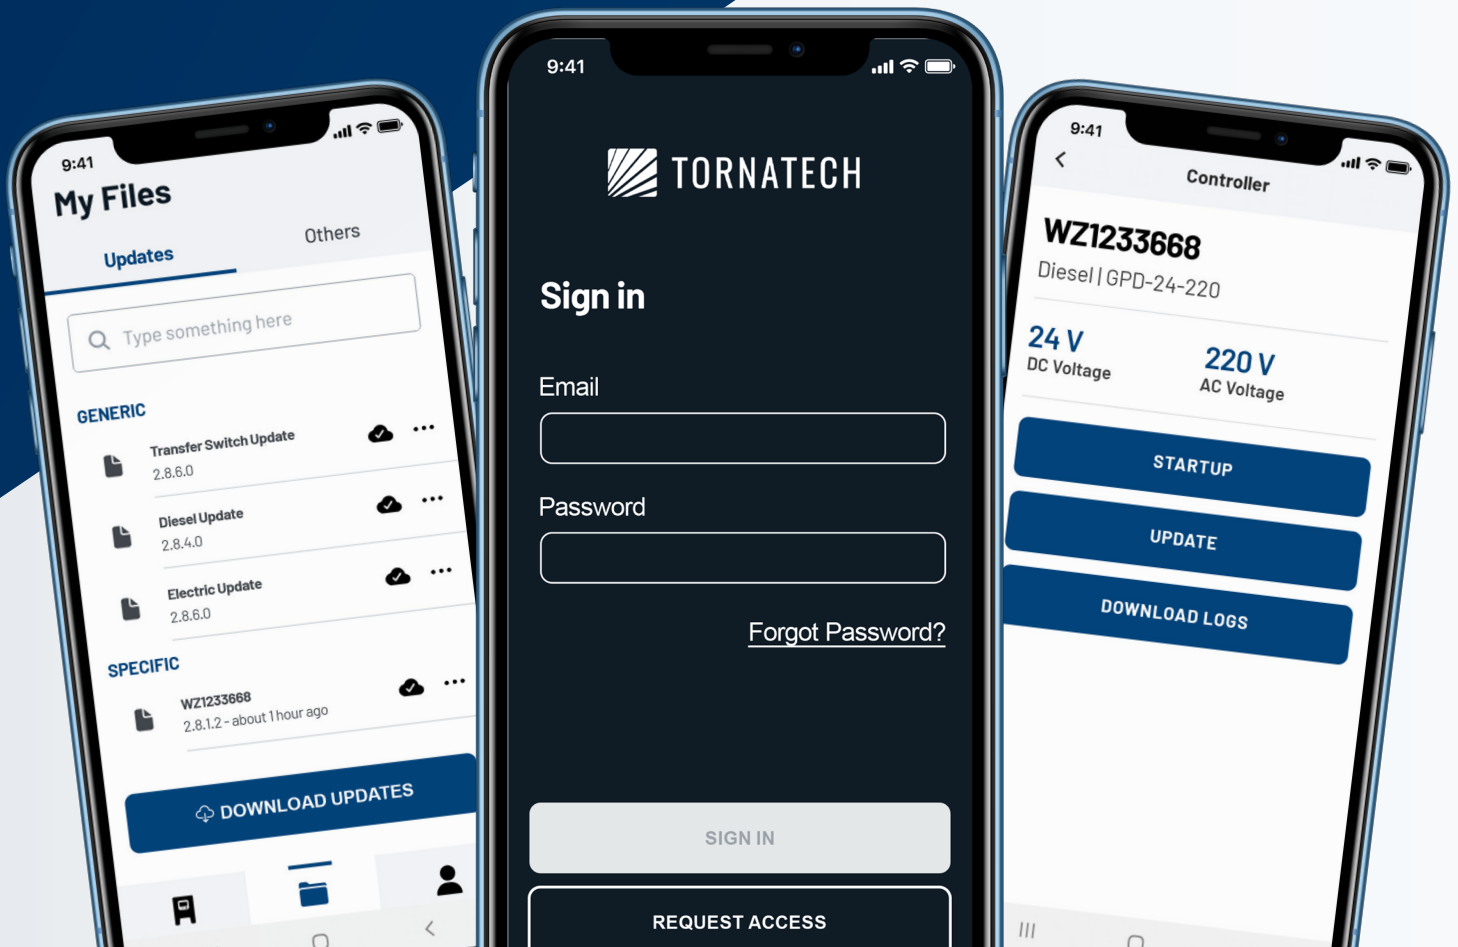 9:41
My Files
Updates
Others
Type something here
GENERIC
Transfer Switch Update
2.8.6.0
Diesel Update
2.8.4.0
Electric Update
2.8.6.0
SPECIFIC
WZ1233668
2.8.1.2 - about 1 hour ago
DOWNLOAD UPDATES
9:41
TORNATECH
Sign in
Email
Password
Forgot Password?
SIGN IN
REQUEST ACCESS
9:41
Controller
WZ1233668
Diesel | GPD-24-220
24 V
DC Voltage
220 V
AC Voltage
STARTUP
UPDATE
DOWNLOAD LOGS